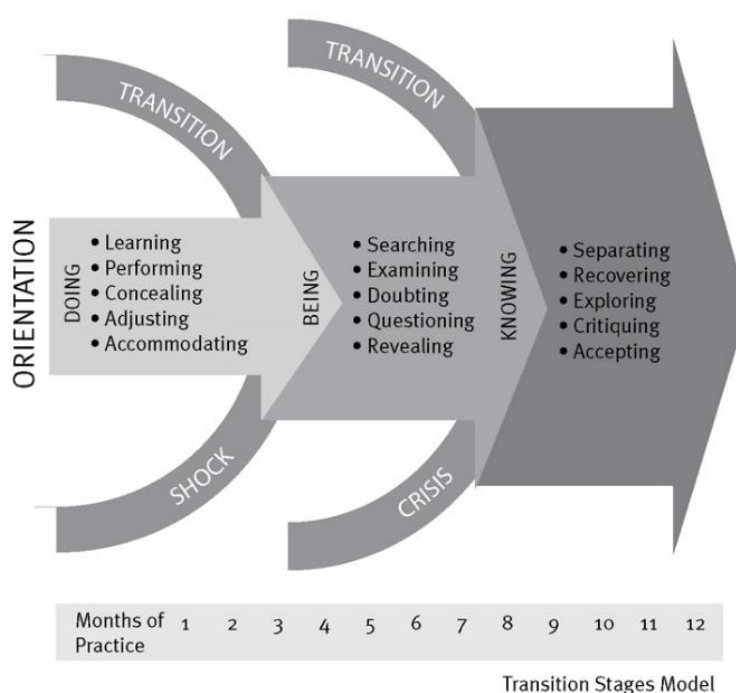 TRANSITION
TRANSITION
ORIENTATION
DOING
• Learning
• Performing
• Concealing
• Adjusting
• Accommodating
BEING
• Searching
• Examining
• Doubting
• Questioning
• Revealing
KNOWING
• Separating
• Recovering
• Exploring
• Critiquing
• Accepting
SHOCK
CRISIS
Months of
Practice
1 2 3 4 5 6 7 8 9 10 11 12
Transition Stages Model